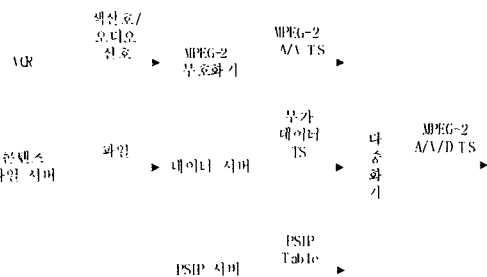 색신호/
오디오
신호
VCR
MPEG-2
부호화기
MPEG-2
A/V TS
콘텐츠
파일 서버
파일
데이터 서버
부가
데이터
TS
다
중
화
기
MPEG-2
A/V/D TS
PSIP 서버
PSIP
Table